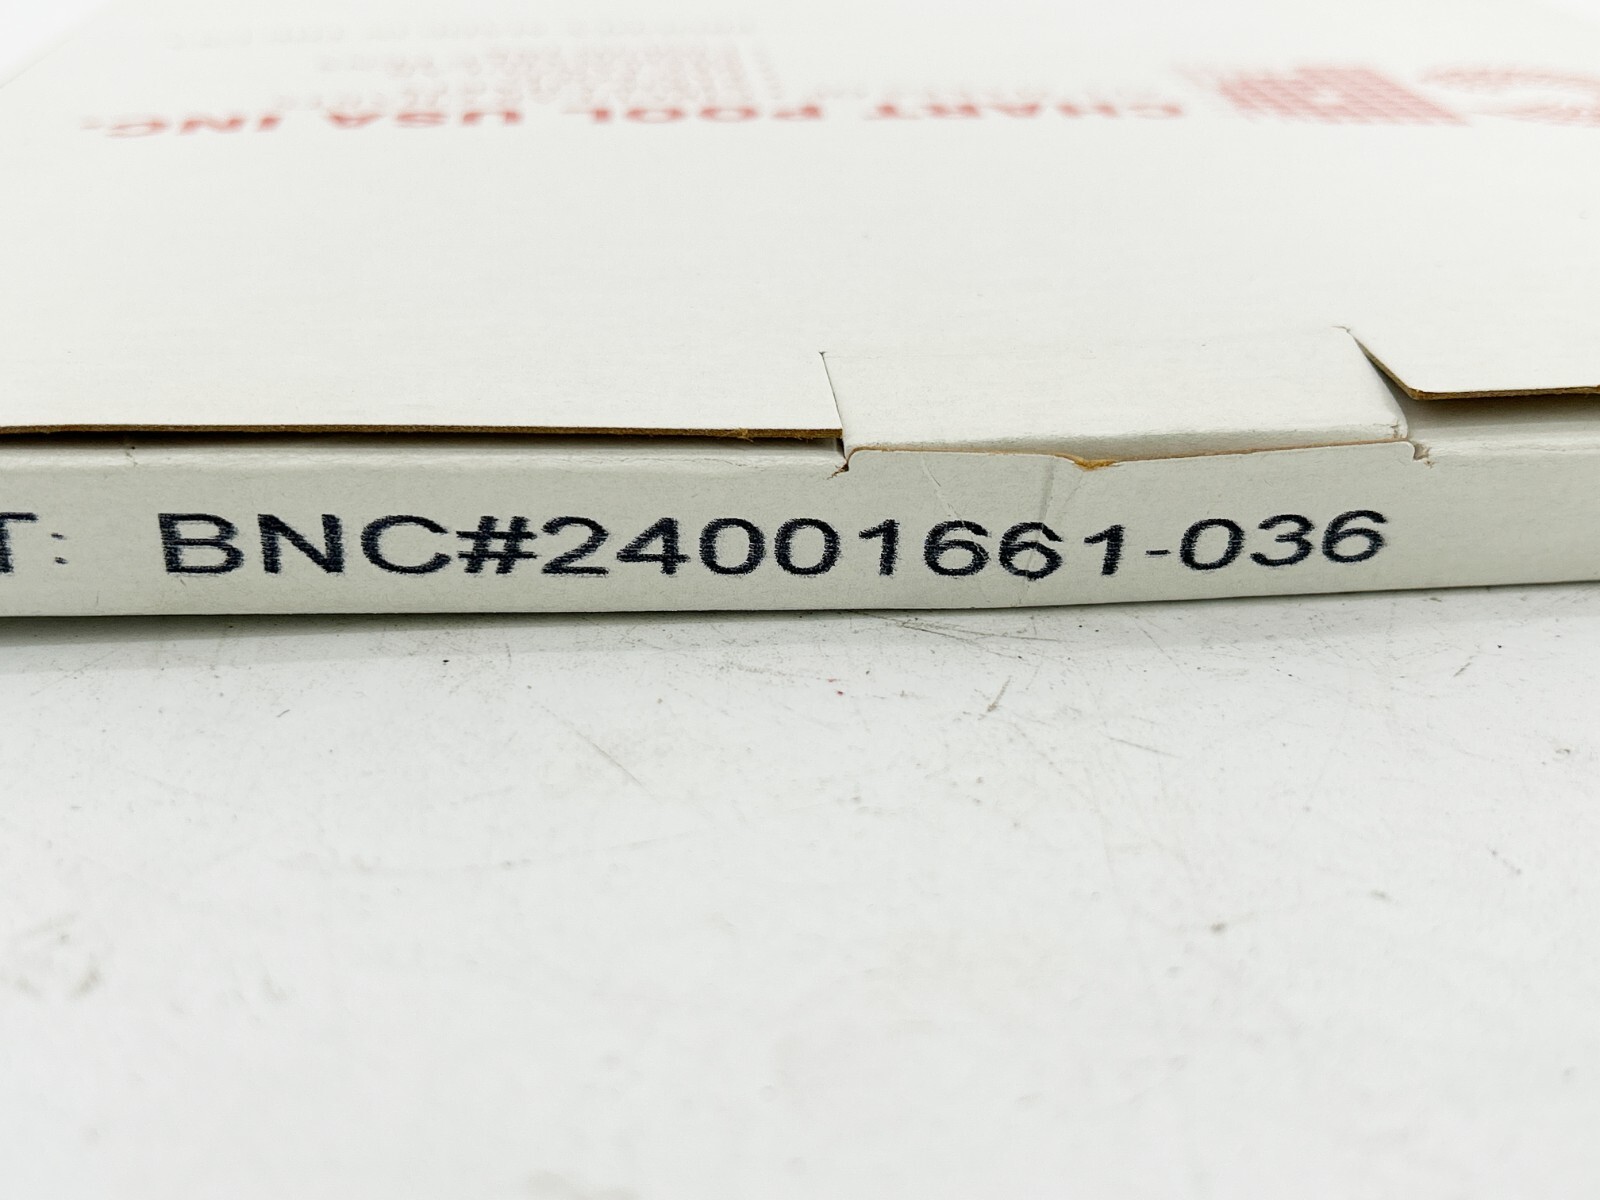 CHART POOL USA, INC.
T: BNC#24001661-036